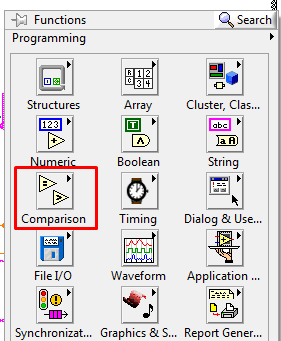 Functions
Search
Programming
Structures
Array
Cluster, Clas...
123
Numeric
Boolean
abc
a A
String
Comparison
Timing
Dialog & Use...
File I/O
Waveform
Application ...
Synchronizat...
Graphics & S...
Report Gener...